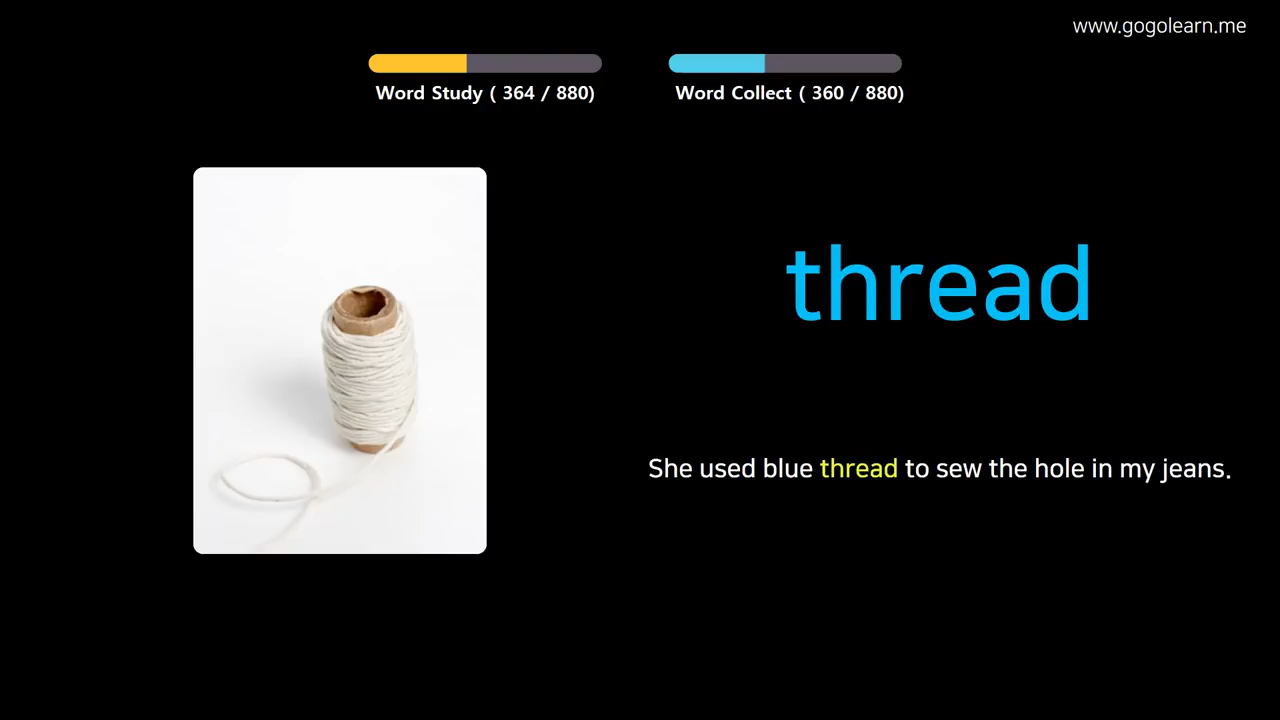 www.gogolearn.me
Word Study ( 364 / 880)
Word Collect ( 360 / 880)
thread
She used blue thread to sew the hole in my jeans.